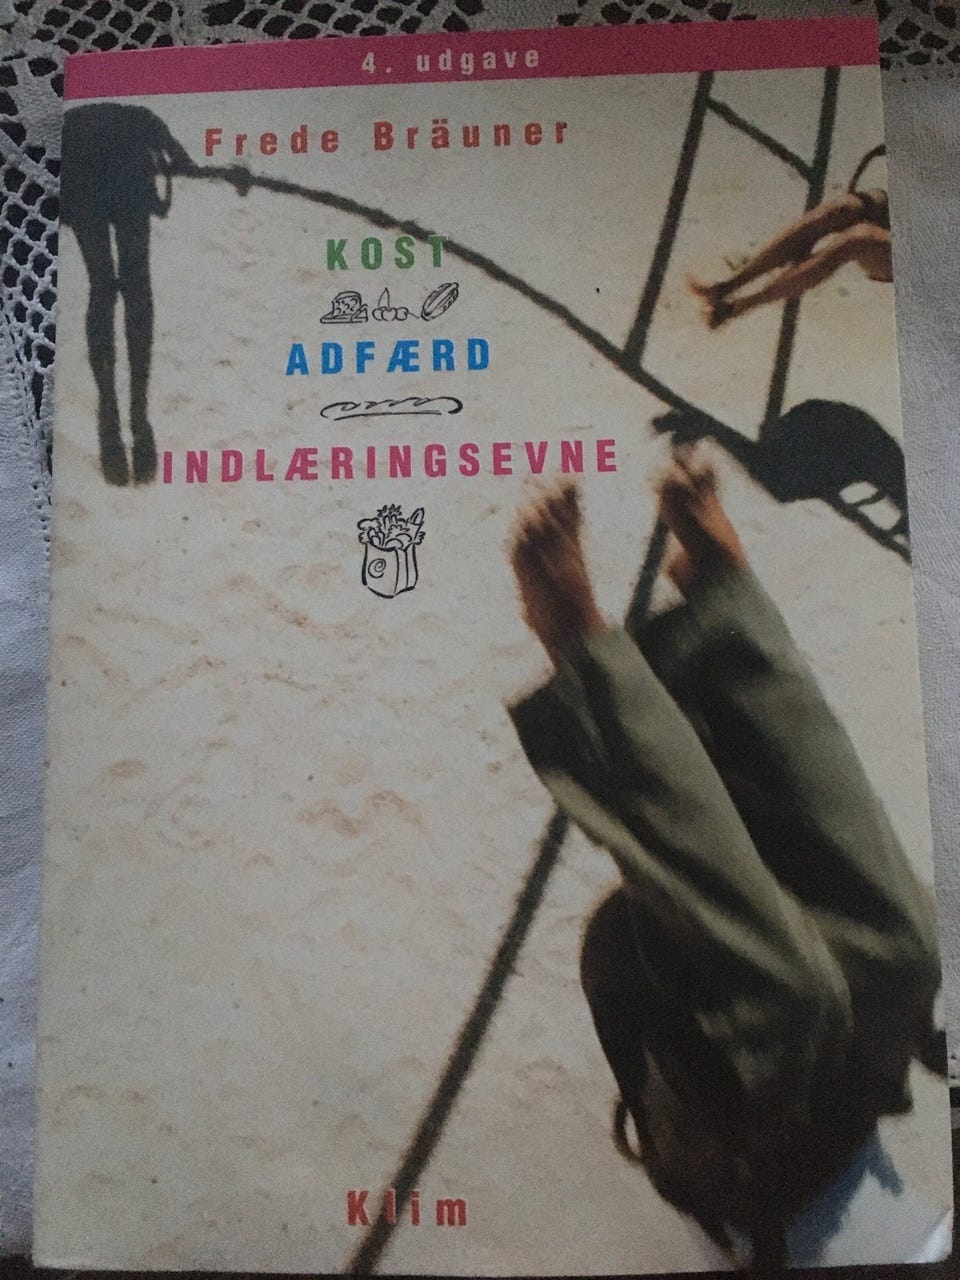 4. udgave
Frede Bräuner
KOST
ADFÆRD
INDLÆRINGSEVNE
Klim